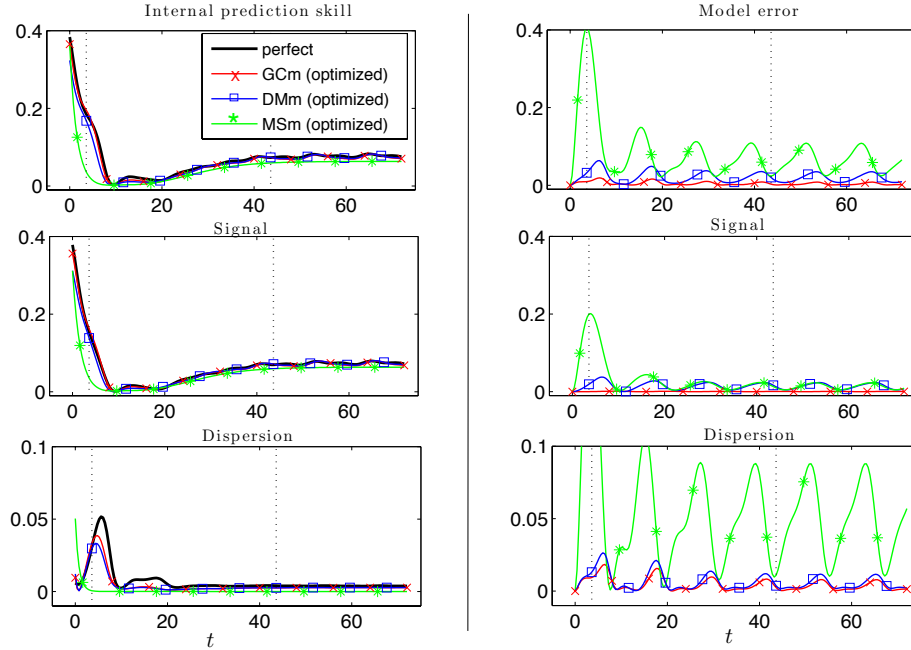 Internal prediction skill
0.4
0.2
0
0 20 40 60
perfect
GCm (optimized)
DMm (optimized)
MSm (optimized)
Signal
0.4
0.2
0
0 20 40 60
Dispersion
0.1
0.05
0
0 20 40 60
t
Model error
0.4
0.2
0
0 20 40 60
Signal
0.4
0.2
0
0 20 40 60
Dispersion
0.1
0.05
0
0 20 40 60
t